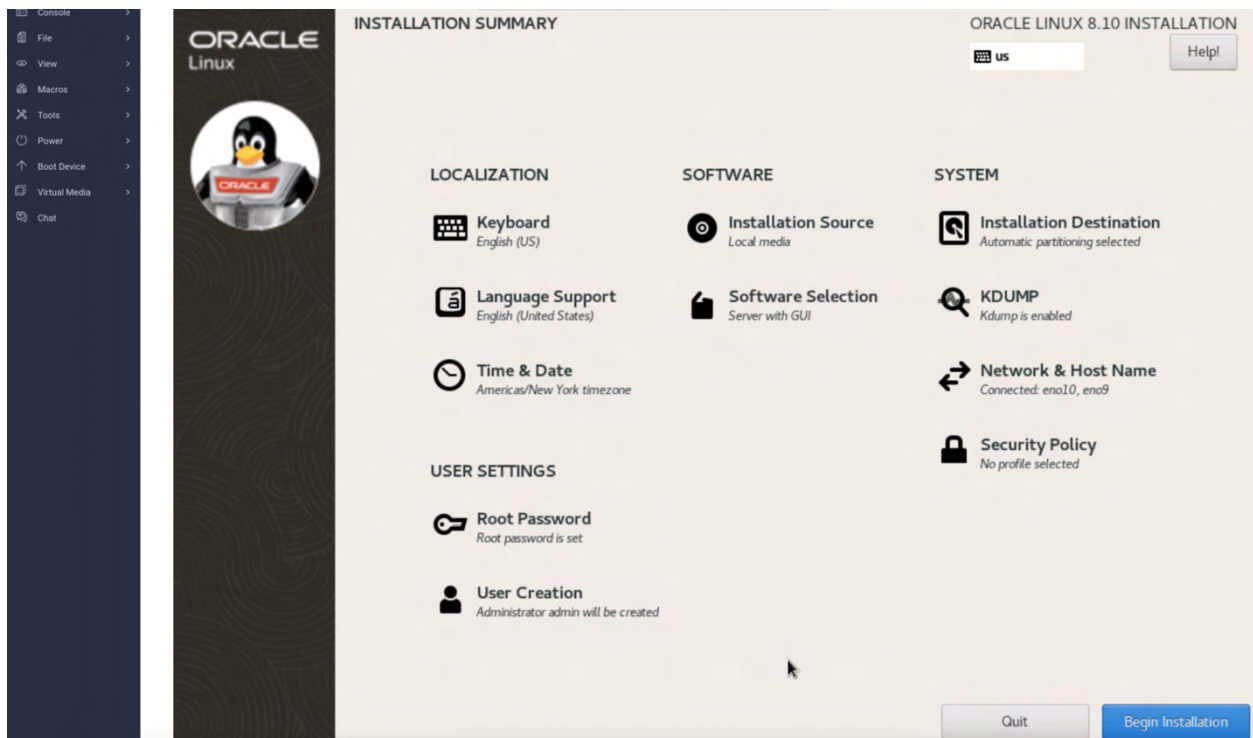 Console
File
View
Macros
Tools
Power
Boot Device
Virtual Media
Chat
ORACLE
Linux
ORACLE
INSTALLATION SUMMARY
ORACLE LINUX 8.10 INSTALLATION
us
Help!
LOCALIZATION
Keyboard
English (US)
Language Support
English (United States)
Time & Date
Americas/New York timezone
USER SETTINGS
Root Password
Root password is set
User Creation
Administrator admin will be created
SOFTWARE
Installation Source
Local media
Software Selection
Server with GUI
SYSTEM
Installation Destination
Automatic partitioning selected
KDUMP
Kdump is enabled
Network & Host Name
Connected: eno10, eno9
Security Policy
No profile selected
Quit
Begin Installation